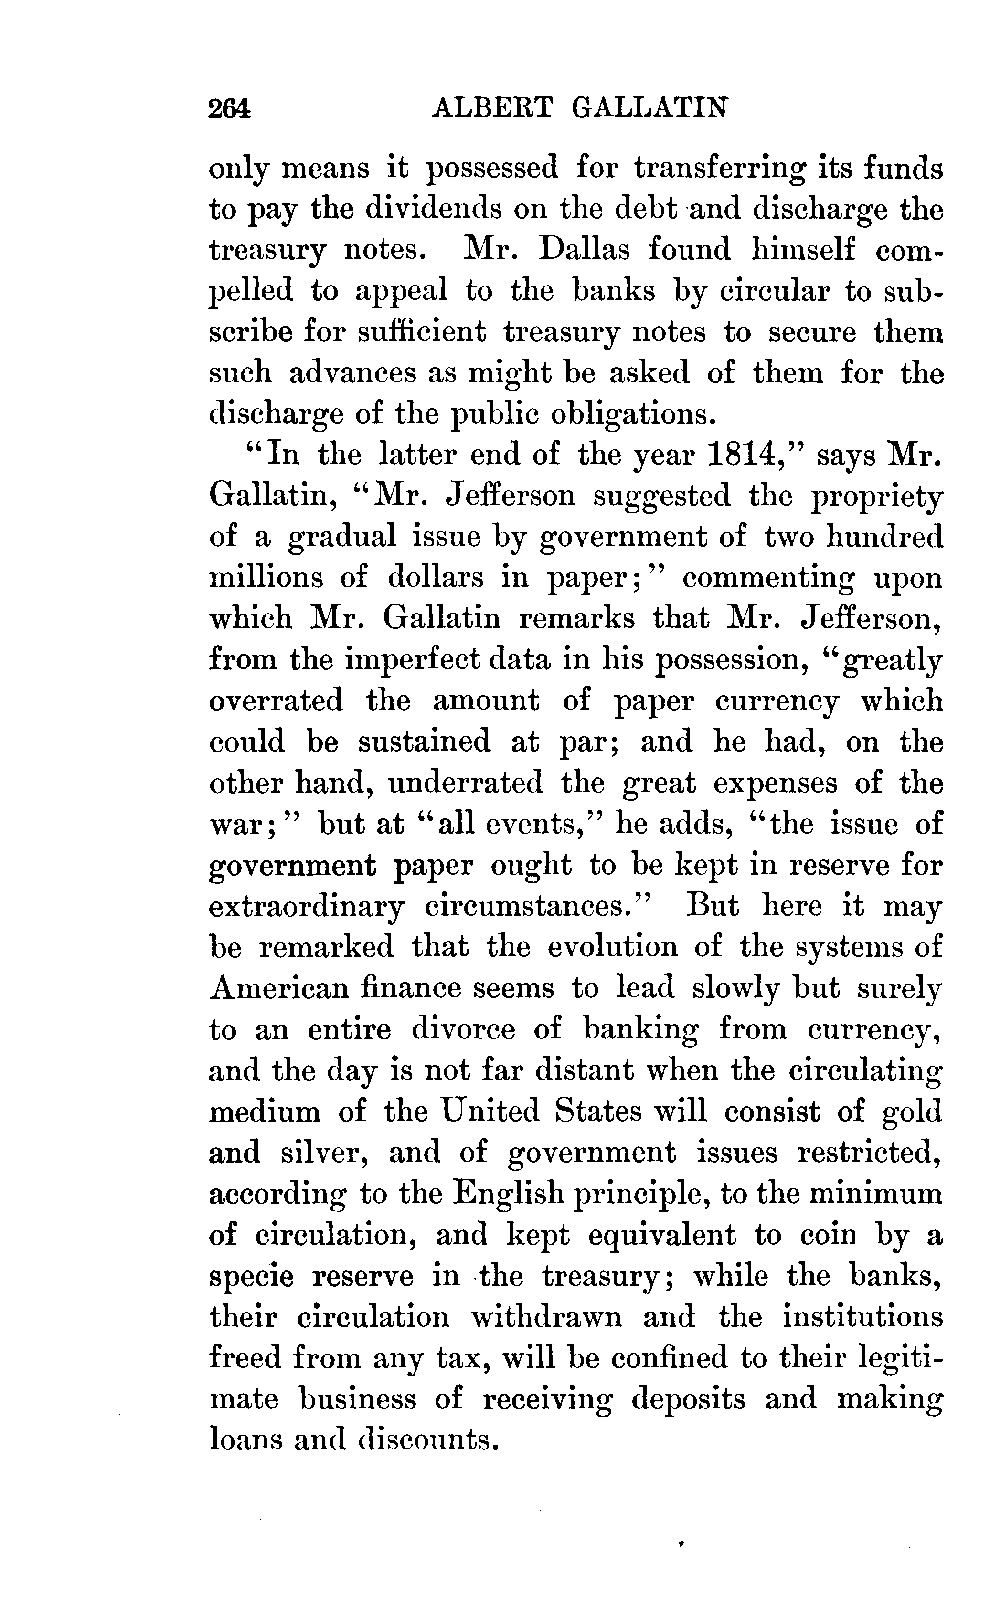 264 ALBERT GALLATIN
only means it possessed for transferring its funds
to pay the dividends on the debt and discharge the
treasury notes. Mr. Dallas found himself com-
pelled to appeal to the banks by circular to sub-
scribe for sufficient treasury notes to secure them
such advances as might be asked of them for the
discharge of the public obligations.
“In the latter end of the year 1814,” says Mr.
Gallatin, “Mr. Jefferson suggested the propriety
of a gradual issue by government of two hundred
millions of dollars in paper;” commenting upon
which Mr. Gallatin remarks that Mr. Jefferson,
from the imperfect data in his possession, “greatly
overrated the amount of paper currency which
could be sustained at par; and he had, on the
other hand, underrated the great expenses of the
war;” but at “all events,” he adds, “the issue of
government paper ought to be kept in reserve for
extraordinary circumstances.” But here it may
be remarked that the evolution of the systems of
American finance seems to lead slowly but surely
to an entire divorce of banking from currency,
and the day is not far distant when the circulating
medium of the United States will consist of gold
and silver, and of government issues restricted,
according to the English principle, to the minimum
of circulation, and kept equivalent to coin by a
specie reserve in the treasury; while the banks,
their circulation withdrawn and the institutions
freed from any tax, will be confined to their legiti-
mate business of receiving deposits and making
loans and discounts.